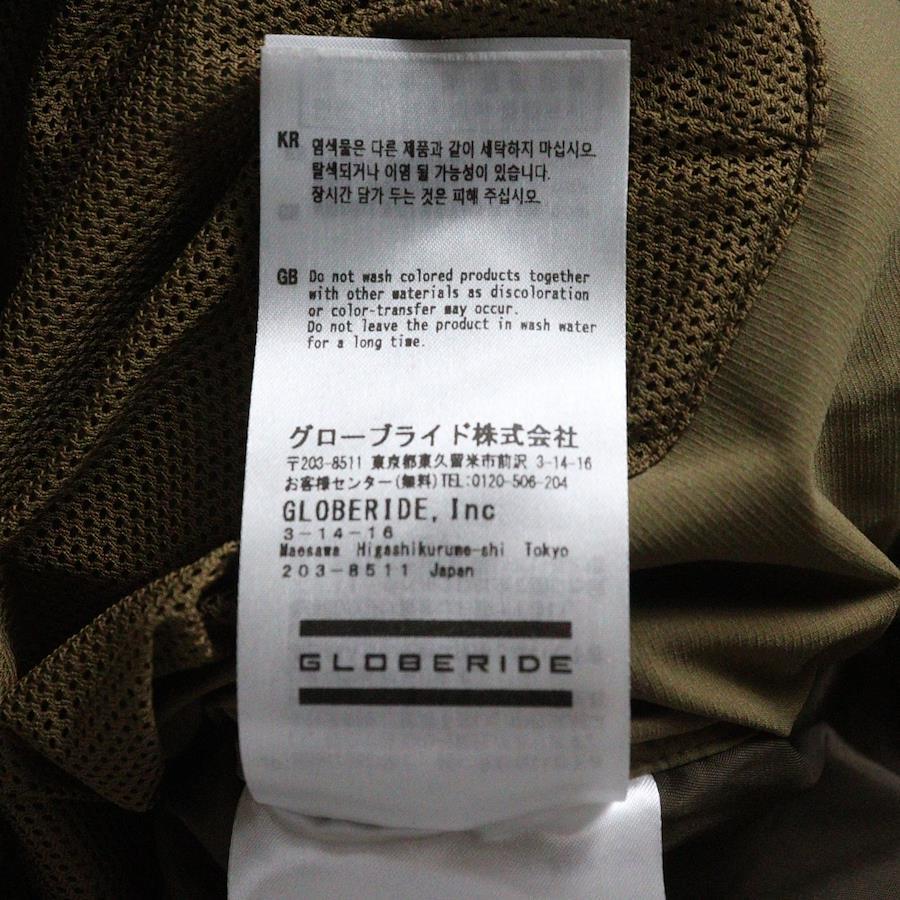 KR 염색물은 다른 제품과 같이 세탁하지 마십시오.
탈색되거나 이염 될 가능성이 있습니다.
장시간 담가 두는 것은 피해 주십시오.
GB Do not wash colored products together
with other materials as discoloration
or color-transfer may occur.
Do not leave the product in wash water
for a long time.
グローブライド株式会社
〒203-8511 東京都東久留米市前沢 3-14-16
お客様センター(無料)TEL:0120-506-204
GLOBERIDE, Inc
3-14-16
Maesawa Higashikurume-shi Tokyo
203-8511 Japan
GLOBERIDE